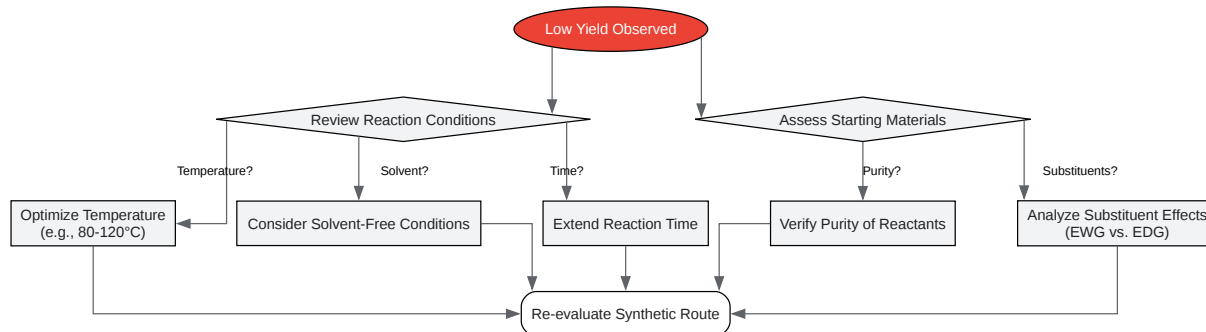 Low Yield Observed
Review Reaction Conditions
Assess Starting Materials
Temperature?
Solvent?
Time?
Purity?
Substituents?
Optimize Temperature
(e.g., 80-120°C)
Consider Solvent-Free Conditions
Extend Reaction Time
Verify Purity of Reactants
Analyze Substituent Effects
(EWG vs. EDG)
Re-evaluate Synthetic Route